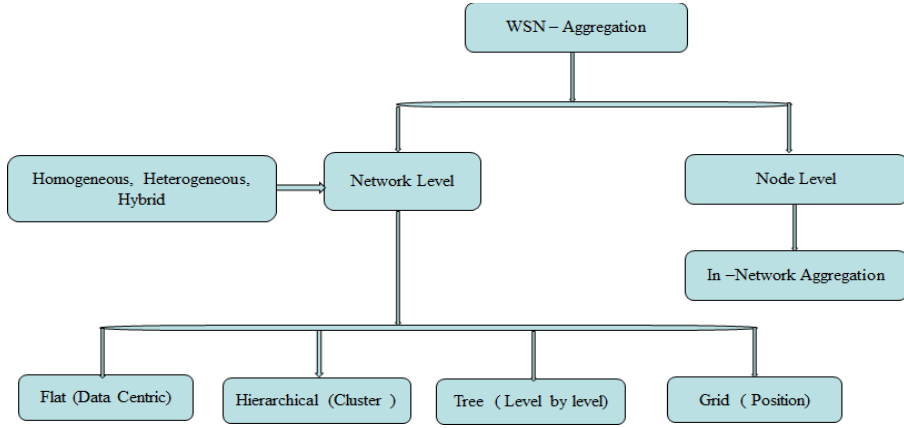 WSN – Aggregation
Homogeneous, Heterogeneous,
Hybrid
Network Level
Node Level
In –Network Aggregation
Flat (Data Centric)
Hierarchical (Cluster )
Tree ( Level by level)
Grid ( Position)